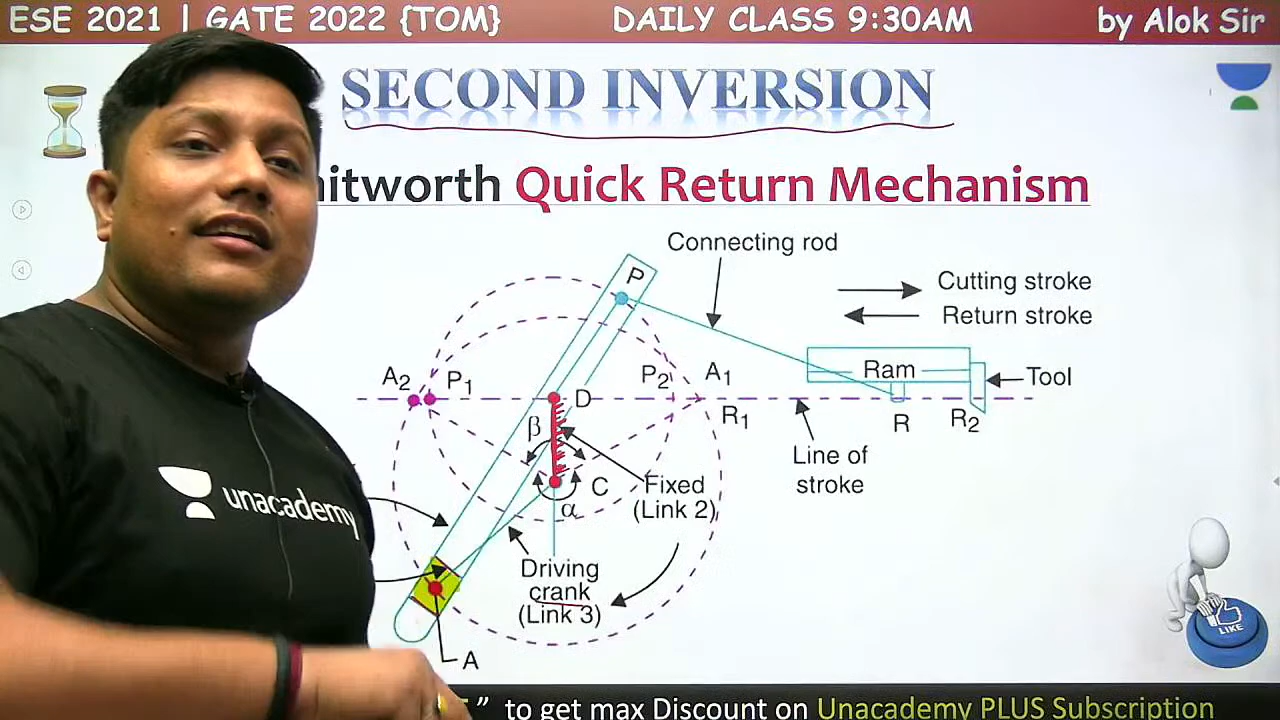 ESE 2021 | GATE 2022 {TOM} DAILY CLASS 9:30AM by Alok Sir
SECOND INVERSION
hitworth Quick Return Mechanism
Connecting rod
P
Cutting stroke
Return stroke
Ram
Tool
A2 P1 D P2 A1
R1 R R2
β
Line of
stroke
C
Fixed
(Link 2)
α
unacademy
Driving
crank
(Link 3)
A
LIKE
” to get max Discount on Unacademy PLUS Subscription